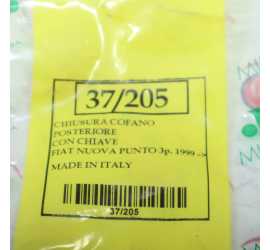 37/205
CHIUSURA COFANO
POSTERIORE
CON CHIAVE
FIAT NUOVA PUNTO 3p. 1999 ->
MADE IN ITALY
37/205